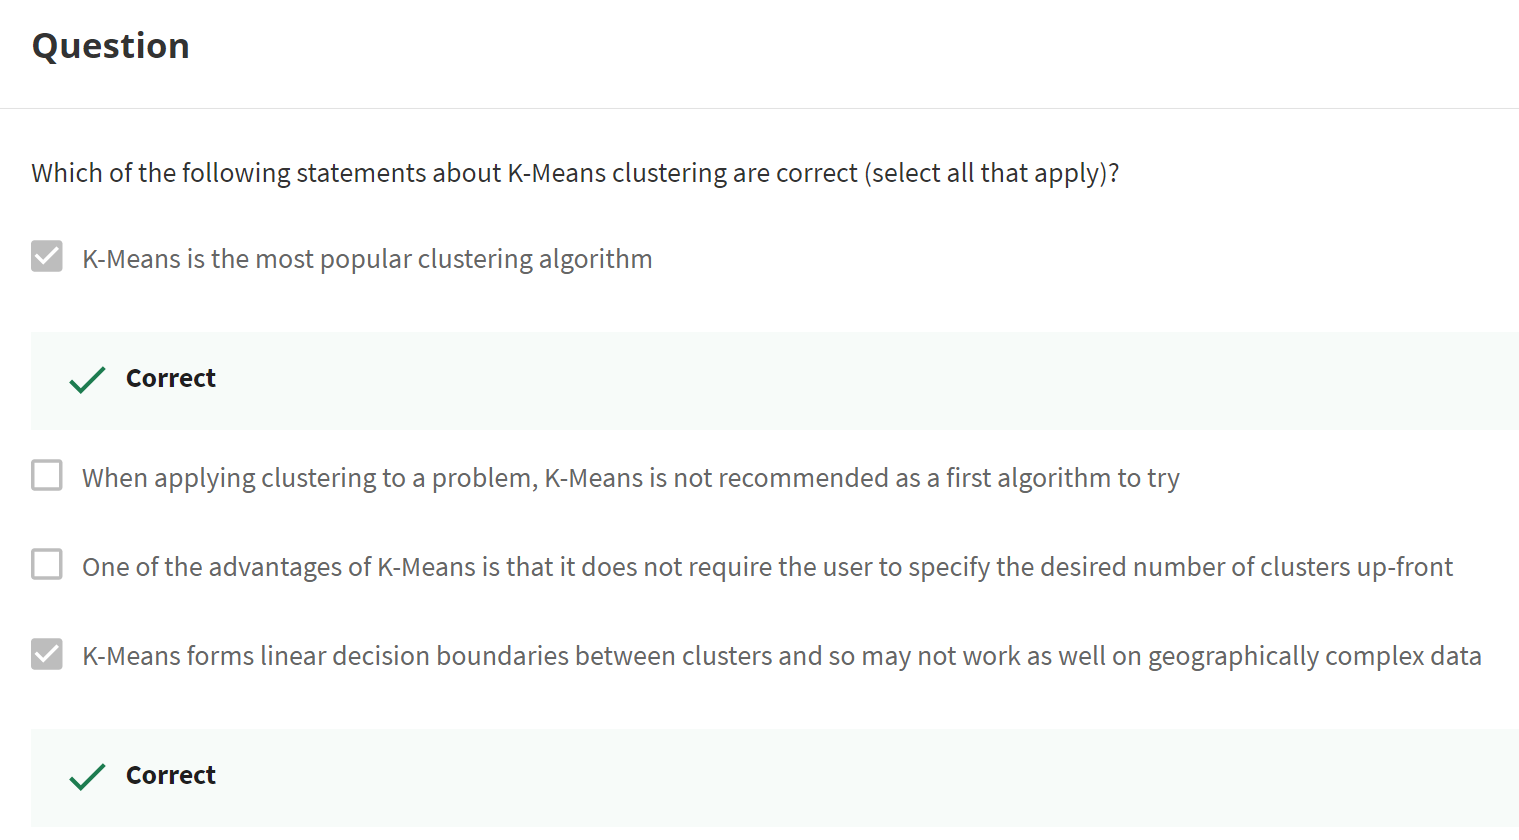 Question
Which of the following statements about K-Means clustering are correct (select all that apply)?
K-Means is the most popular clustering algorithm
Correct
When applying clustering to a problem, K-Means is not recommended as a first algorithm to try
One of the advantages of K-Means is that it does not require the user to specify the desired number of clusters up-front
K-Means forms linear decision boundaries between clusters and so may not work as well on geographically complex data
Correct